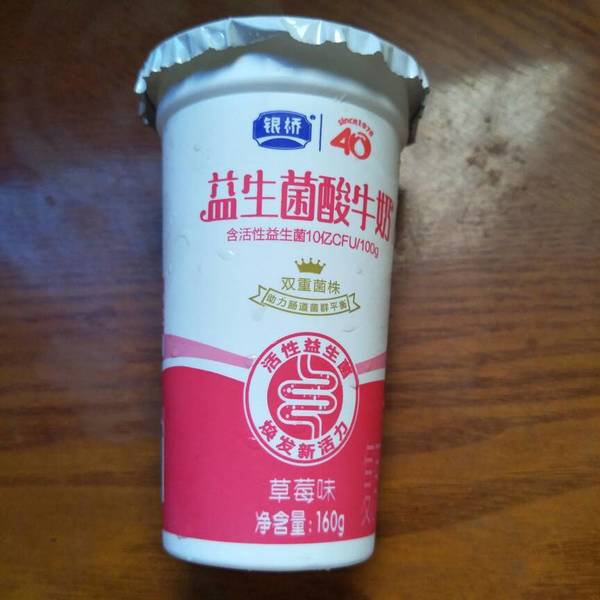 银桥
since1978
40
益生菌酸牛奶
含活性益生菌10亿CFU/100g
双重菌株
助力肠道菌群平衡
活性益生菌
焕发新活力
草莓味
净含量:160g